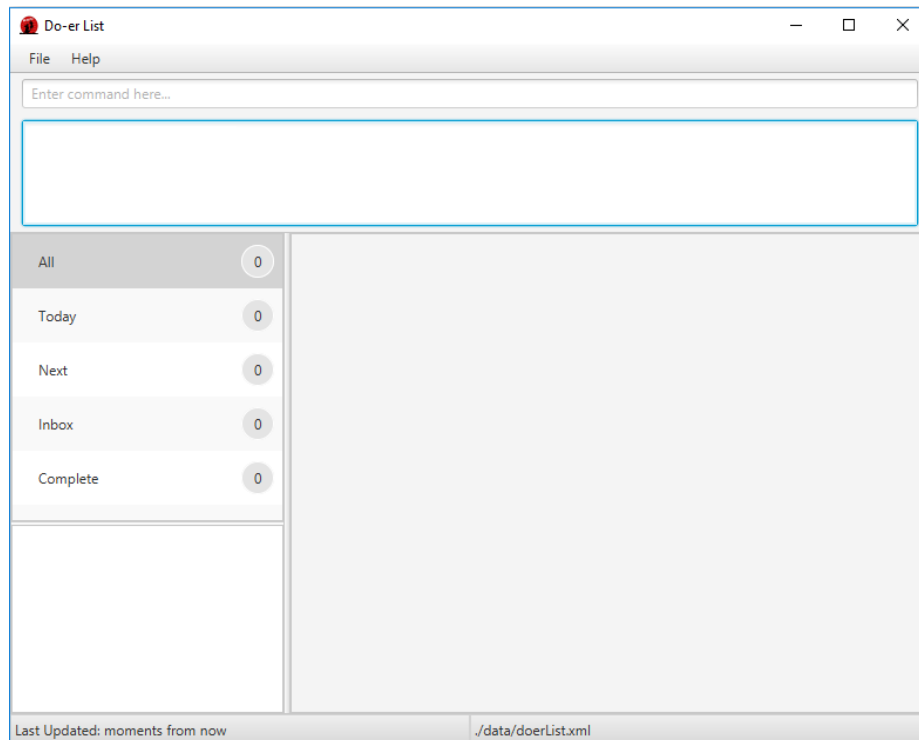 Do-er List
File Help
Enter command here...
All 0
Today 0
Next 0
Inbox 0
Complete 0
Last Updated: moments from now ./data/doerList.xml